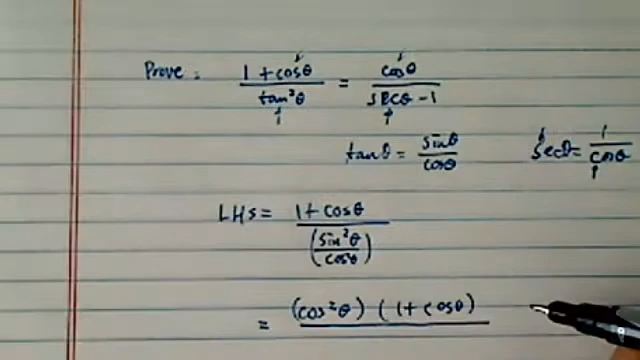 Prove : (1 + cosθ)/(tan²θ) = (cosθ)/(secθ - 1)
tanθ = sinθ/cosθ secθ = 1/cosθ
LHS = (1 + cosθ)/(sin²θ/cos²θ)
= (cos²θ) (1 + cosθ)